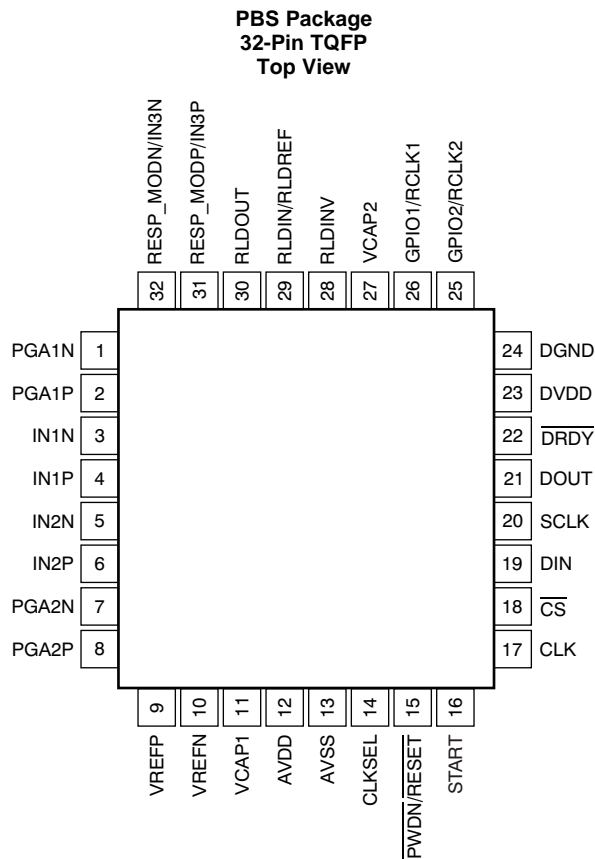 PBS Package
32-Pin TQFP
Top View
RESP_MODN/IN3N
RESP_MODP/IN3P
RLDOUT
RLDIN/RLDREF
RLDINV
VCAP2
GPIO1/RCLK1
GPIO2/RCLK2
32
31
30
29
28
27
26
25
PGA1N 1
PGA1P 2
IN1N 3
IN1P 4
IN2N 5
IN2P 6
PGA2N 7
PGA2P 8
24 DGND
23 DVDD
22 DRDY
21 DOUT
20 SCLK
19 DIN
18 CS
17 CLK
9
10
11
12
13
14
15
16
VREFP
VREFN
VCAP1
AVDD
AVSS
CLKSEL
PWDN/RESET
START